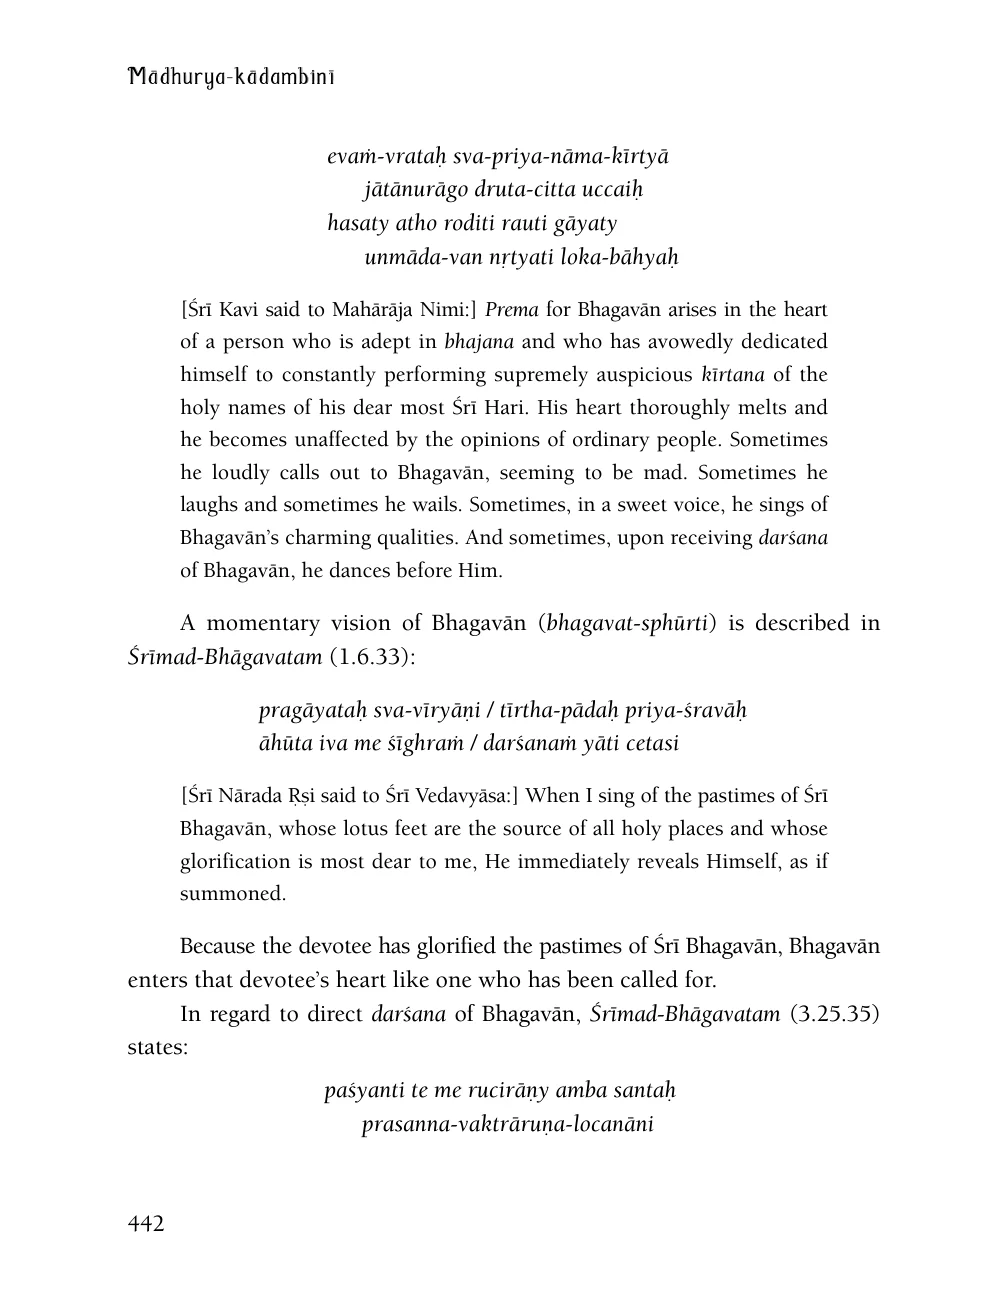 Mādhurya-kādambinī
evaṁ-vrataḥ sva-priya-nāma-kīrtyā
jātānurāgo druta-citta uccaiḥ
hasaty atho roditi rauti gāyaty
unmāda-van nṛtyati loka-bāhyaḥ
[Śrī Kavi said to Mahārāja Nimi:] Prema for Bhagavān arises in the heart
of a person who is adept in bhajana and who has avowedly dedicated
himself to constantly performing supremely auspicious kīrtana of the
holy names of his dear most Śrī Hari. His heart thoroughly melts and
he becomes unaffected by the opinions of ordinary people. Sometimes
he loudly calls out to Bhagavān, seeming to be mad. Sometimes he
laughs and sometimes he wails. Sometimes, in a sweet voice, he sings of
Bhagavān’s charming qualities. And sometimes, upon receiving darśana
of Bhagavān, he dances before Him.
A momentary vision of Bhagavān (bhagavat-sphūrti) is described in
Śrīmad-Bhāgavatam (1.6.33):
pragāyataḥ sva-vīryāṇi / tīrtha-pādaḥ priya-śravāḥ
āhūta iva me śīghraṁ / darśanaṁ yāti cetasi
[Śrī Nārada Ṛṣi said to Śrī Vedavyāsa:] When I sing of the pastimes of Śrī
Bhagavān, whose lotus feet are the source of all holy places and whose
glorification is most dear to me, He immediately reveals Himself, as if
summoned.
Because the devotee has glorified the pastimes of Śrī Bhagavān, Bhagavān
enters that devotee’s heart like one who has been called for.
In regard to direct darśana of Bhagavān, Śrīmad-Bhāgavatam (3.25.35)
states:
paśyanti te me rucirāṇy amba santaḥ
prasanna-vaktrāruṇa-locanāni
442